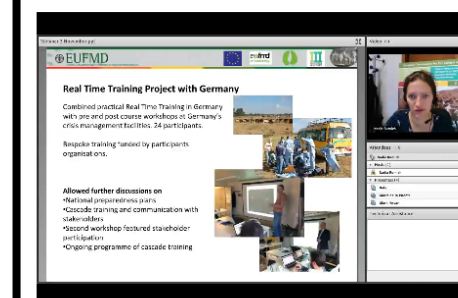 EUFMD
eufmd
Real Time Training Project with Germany
Combined practical Real Time Training in Germany
with pre and post course workshops at Germany's
crisis management facilities. 24 participants.
Bespoke training funded by participants
organisations.
Allowed further discussions on
•National preparedness plans
•Cascade training and communication with
stakeholders
•Second workshop featured stakeholder
participation
•Ongoing programme of cascade training